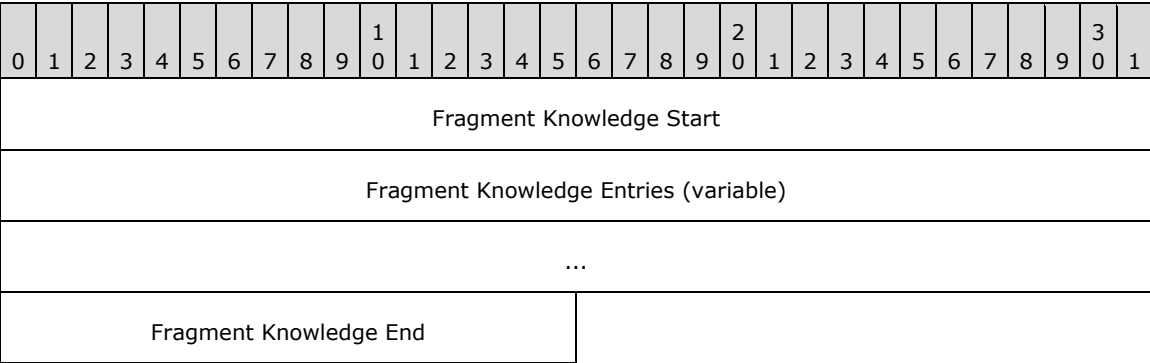 1 2 3
0 1 2 3 4 5 6 7 8 9 0 1 2 3 4 5 6 7 8 9 0 1 2 3 4 5 6 7 8 9 0 1
Fragment Knowledge Start
Fragment Knowledge Entries (variable)
...
Fragment Knowledge End